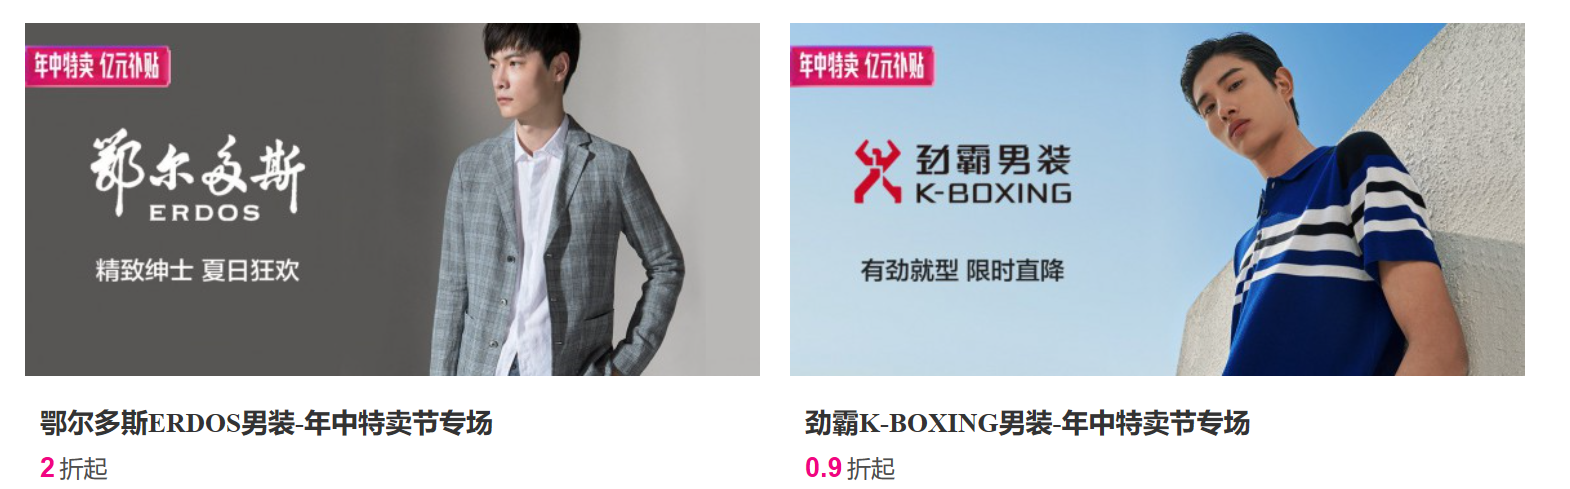 年中特卖 亿元补贴
鄂尔多斯
ERDOS
精致绅士 夏日狂欢
鄂尔多斯ERDOS男装-年中特卖节专场
2折起
年中特卖 亿元补贴
劲霸男装
K-BOXING
有劲就型 限时直降
劲霸K-BOXING男装-年中特卖节专场
0.9折起